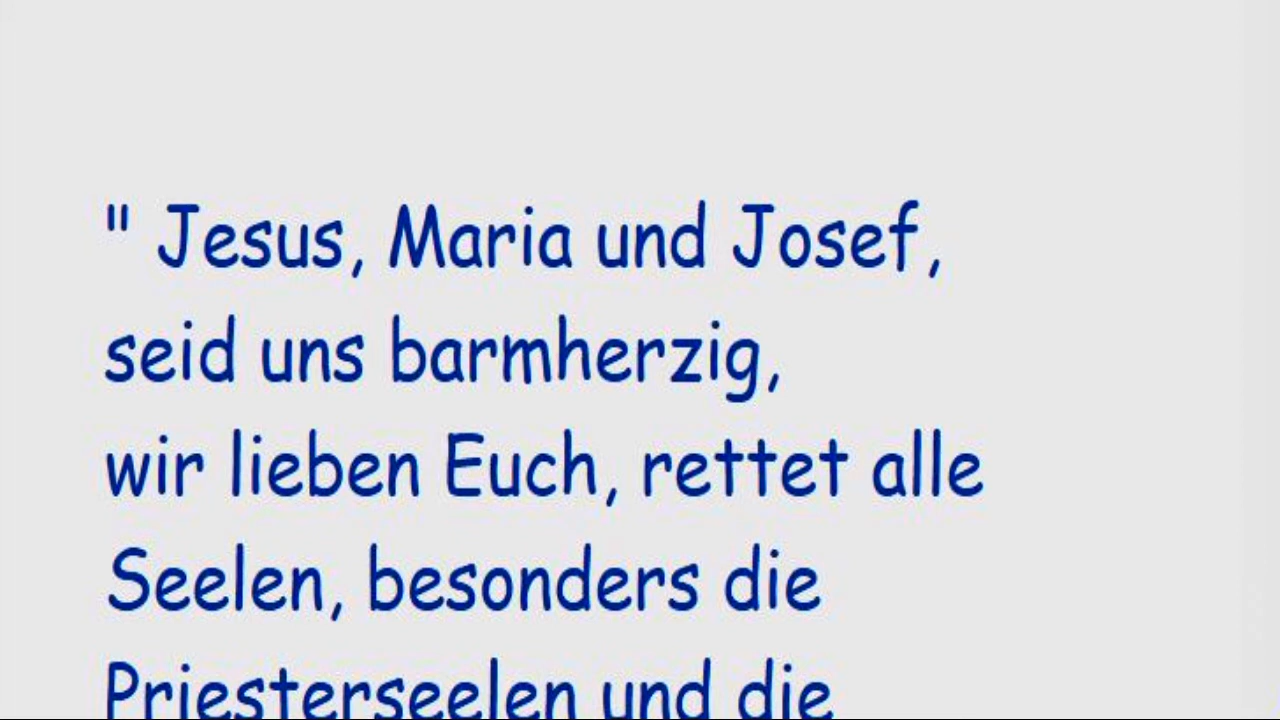 " Jesus, Maria und Josef,
seid uns barmherzig,
wir lieben Euch, rettet alle
Seelen, besonders die
Priesterseelen und die